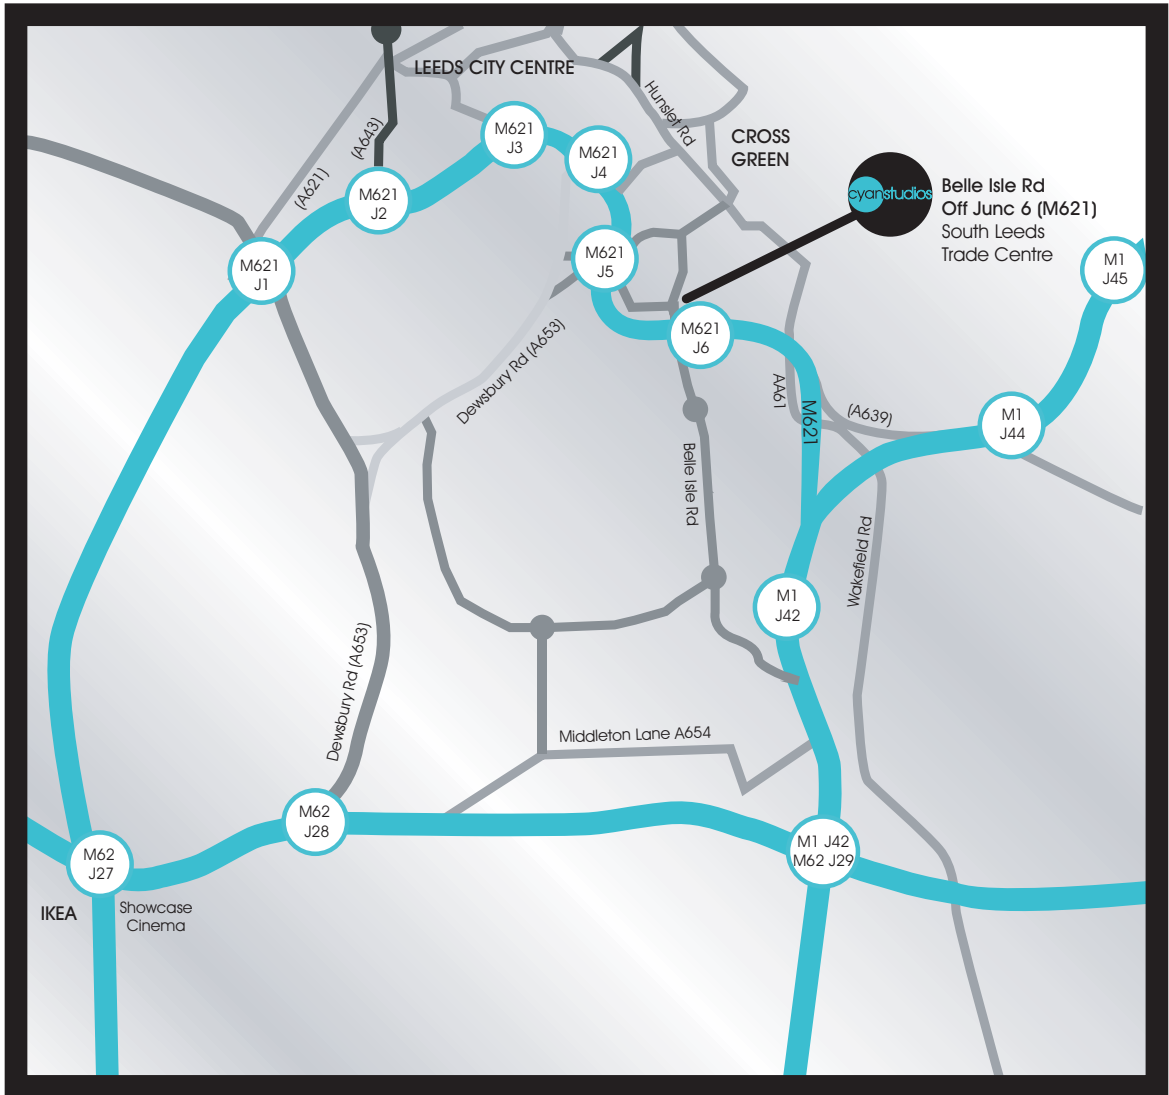 LEEDS CITY CENTRE
Hunslet Rd
CROSS
GREEN
(A643)
(A621)
M621
J3
M621
J4
M621
J2
cyanstudios
Belle Isle Rd
Off Junc 6 (M621)
South Leeds
Trade Centre
M621
J1
M621
J5
M1
J45
M621
J6
Dewsbury Rd (A653)
AA61
M621
(A639)
M1
J44
Belle Isle Rd
Wakefield Rd
M1
J42
Dewsbury Rd (A653)
Middleton Lane A654
M62
J28
M1 J42
M62 J29
M62
J27
IKEA
Showcase
Cinema